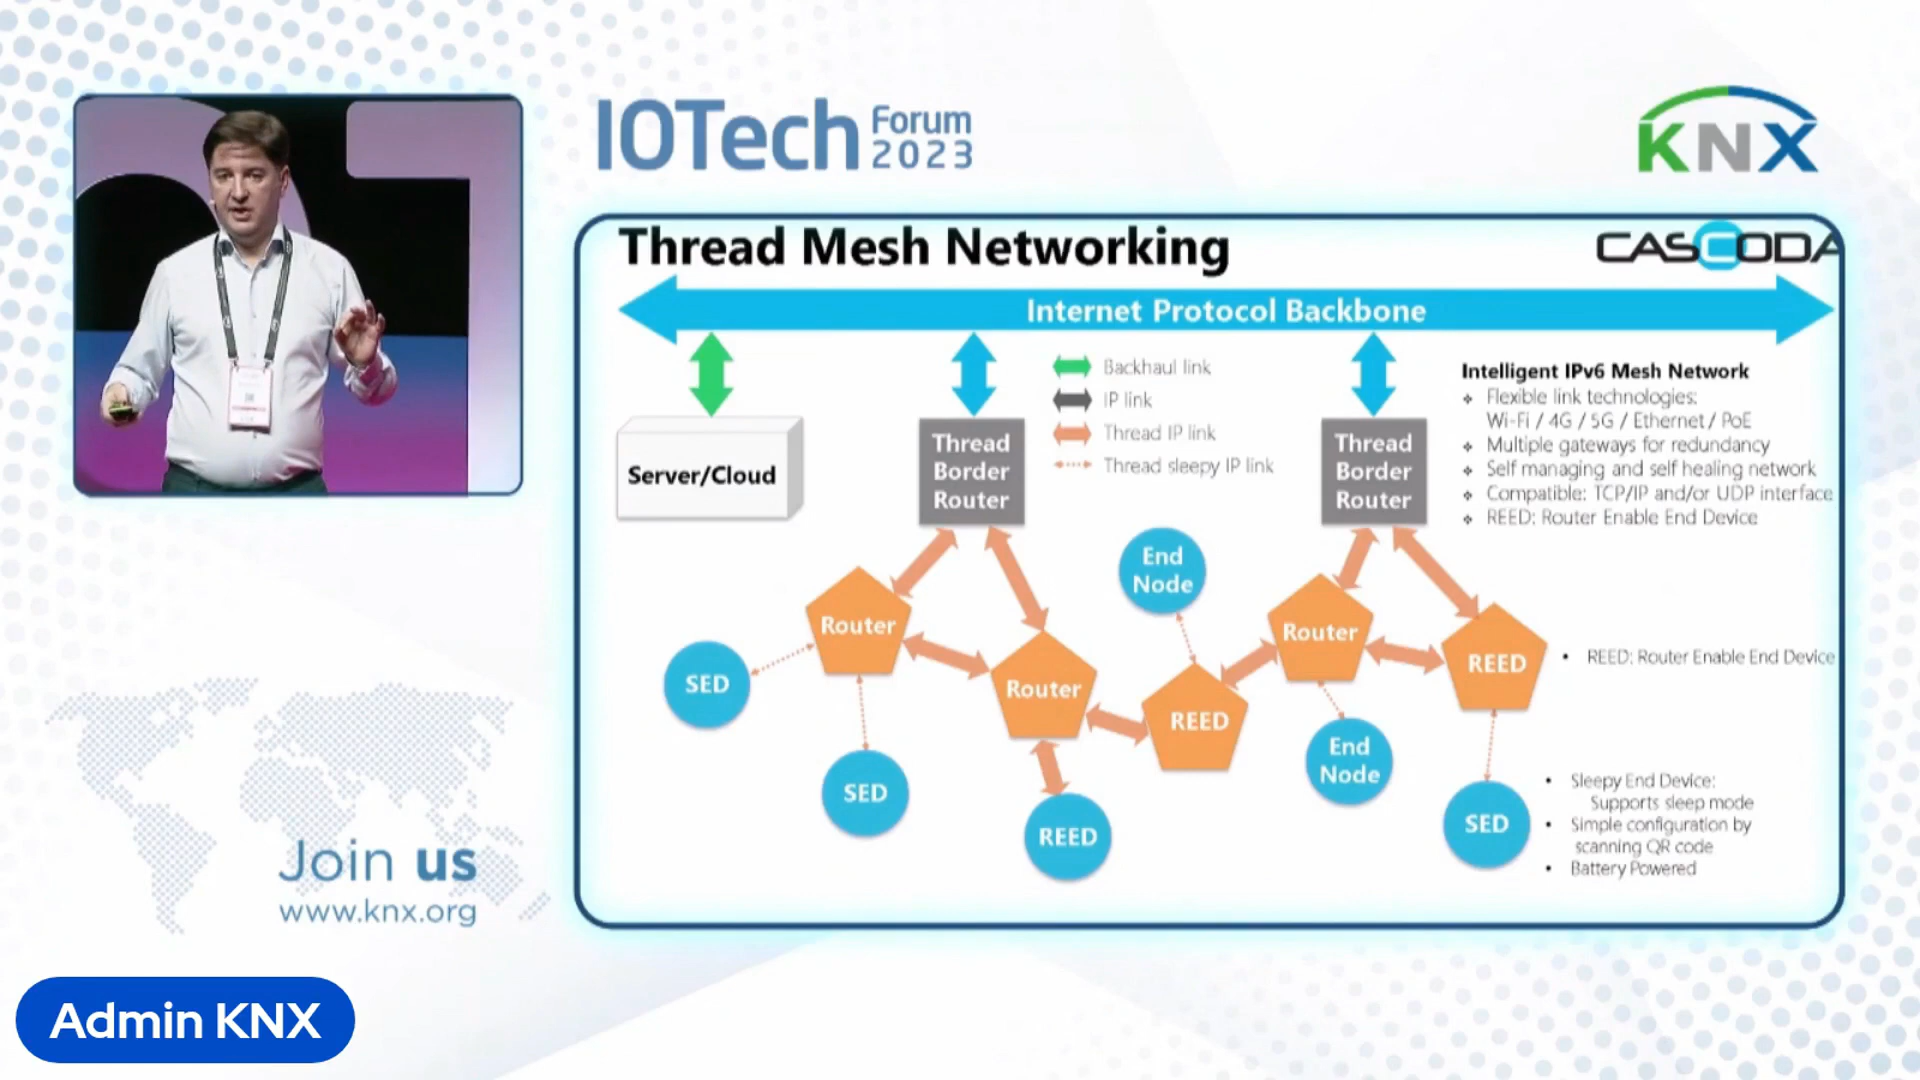 IOTech Forum 2023
KNX
Thread Mesh Networking
CASCODA
Internet Protocol Backbone
Backhaul link
IP link
Thread IP link
Thread sleepy IP link
Server/Cloud
Thread
Border
Router
Thread
Border
Router
Intelligent IPv6 Mesh Network
Flexible link technologies:
Wi-Fi / 4G / 5G / Ethernet / PoE
Multiple gateways for redundancy
Self managing and self healing network
Compatible: TCP/IP and/or UDP interface
REED: Router Enable End Device
End
Node
Router
Router
REED
• REED: Router Enable End Device
SED
Router
REED
End
Node
SED
REED
SED
• Sleepy End Device:
Supports sleep mode
• Simple configuration by
scanning QR code
• Battery Powered
Join us
www.knx.org
Admin KNX